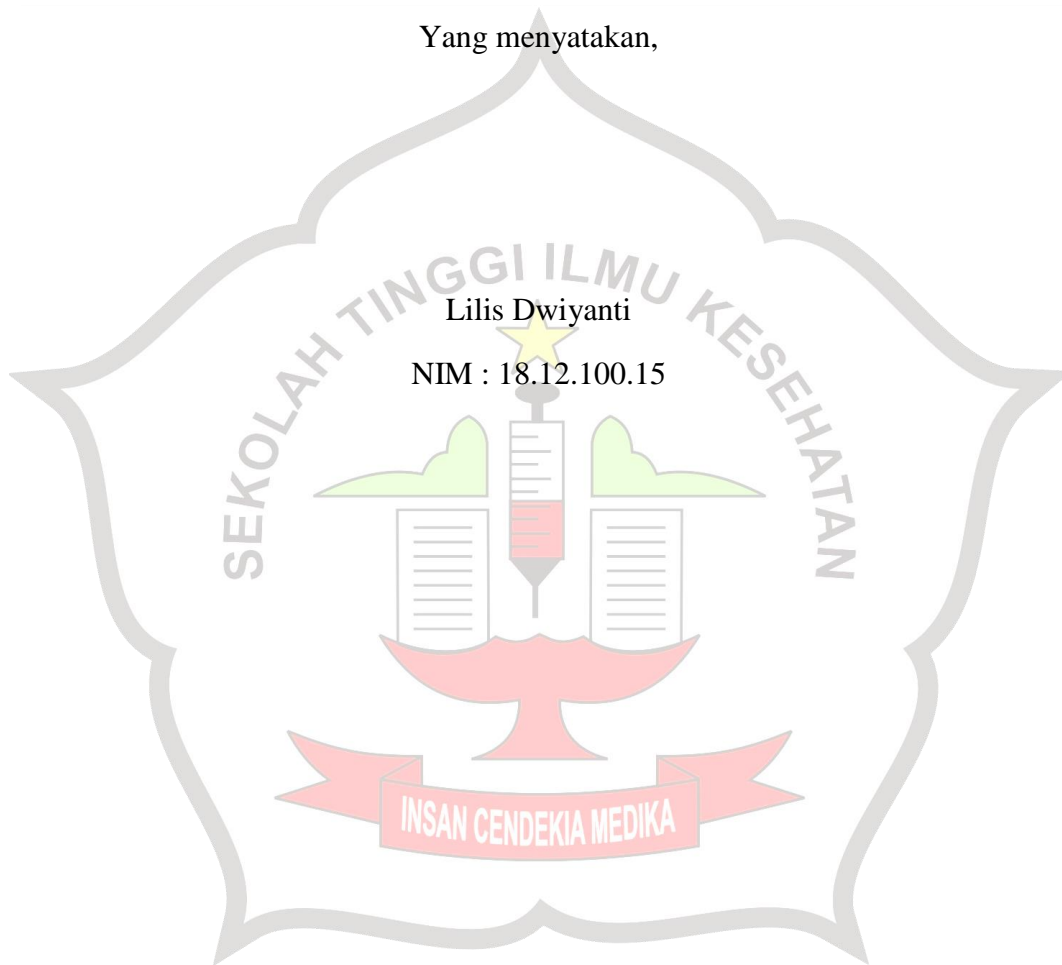 Yang menyatakan,
SEKOLAH TINGGI ILMU KESEHATAN
Lilis Dwiyanti
NIM : 18.12.100.15
INSAN CENDEKIA MEDIKA